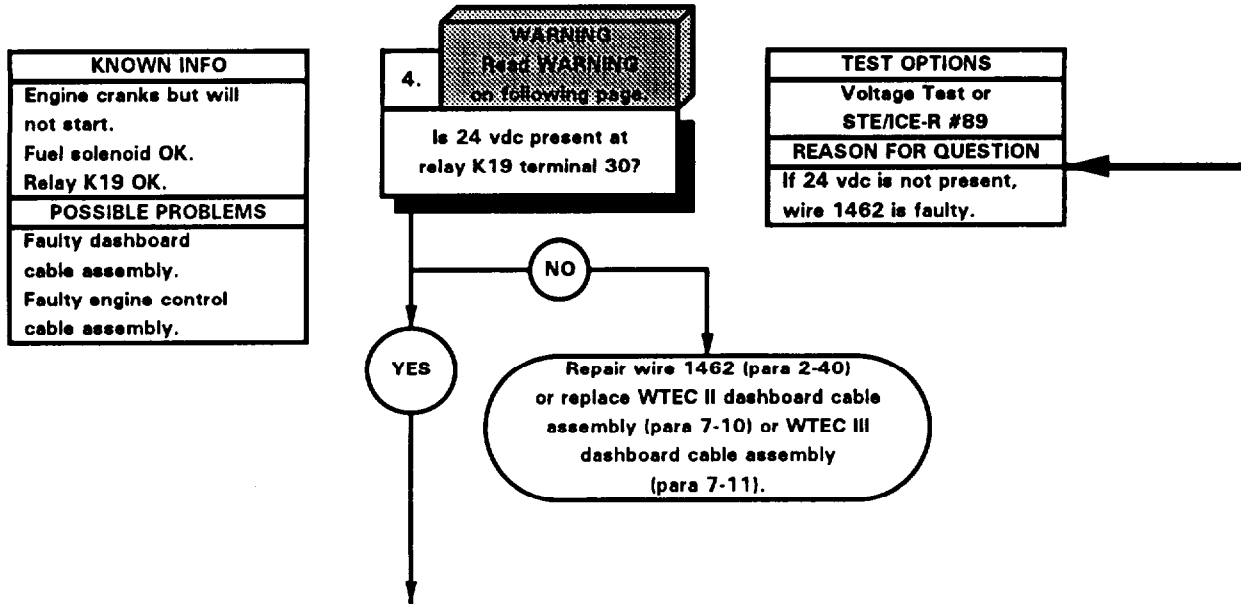 KNOWN INFO
Engine cranks but will
not start.
Fuel solenoid OK.
Relay K19 OK.
POSSIBLE PROBLEMS
Faulty dashboard
cable assembly.
Faulty engine control
cable assembly.
4.
WARNING
Read WARNING
on following page.
Is 24 vdc present at
relay K19 terminal 30?
TEST OPTIONS
Voltage Test or
STE/ICE-R #89
REASON FOR QUESTION
If 24 vdc is not present,
wire 1462 is faulty.
NO
YES
Repair wire 1462 (para 2-40)
or replace WTEC II dashboard cable
assembly (para 7-10) or WTEC III
dashboard cable assembly
(para 7-11).